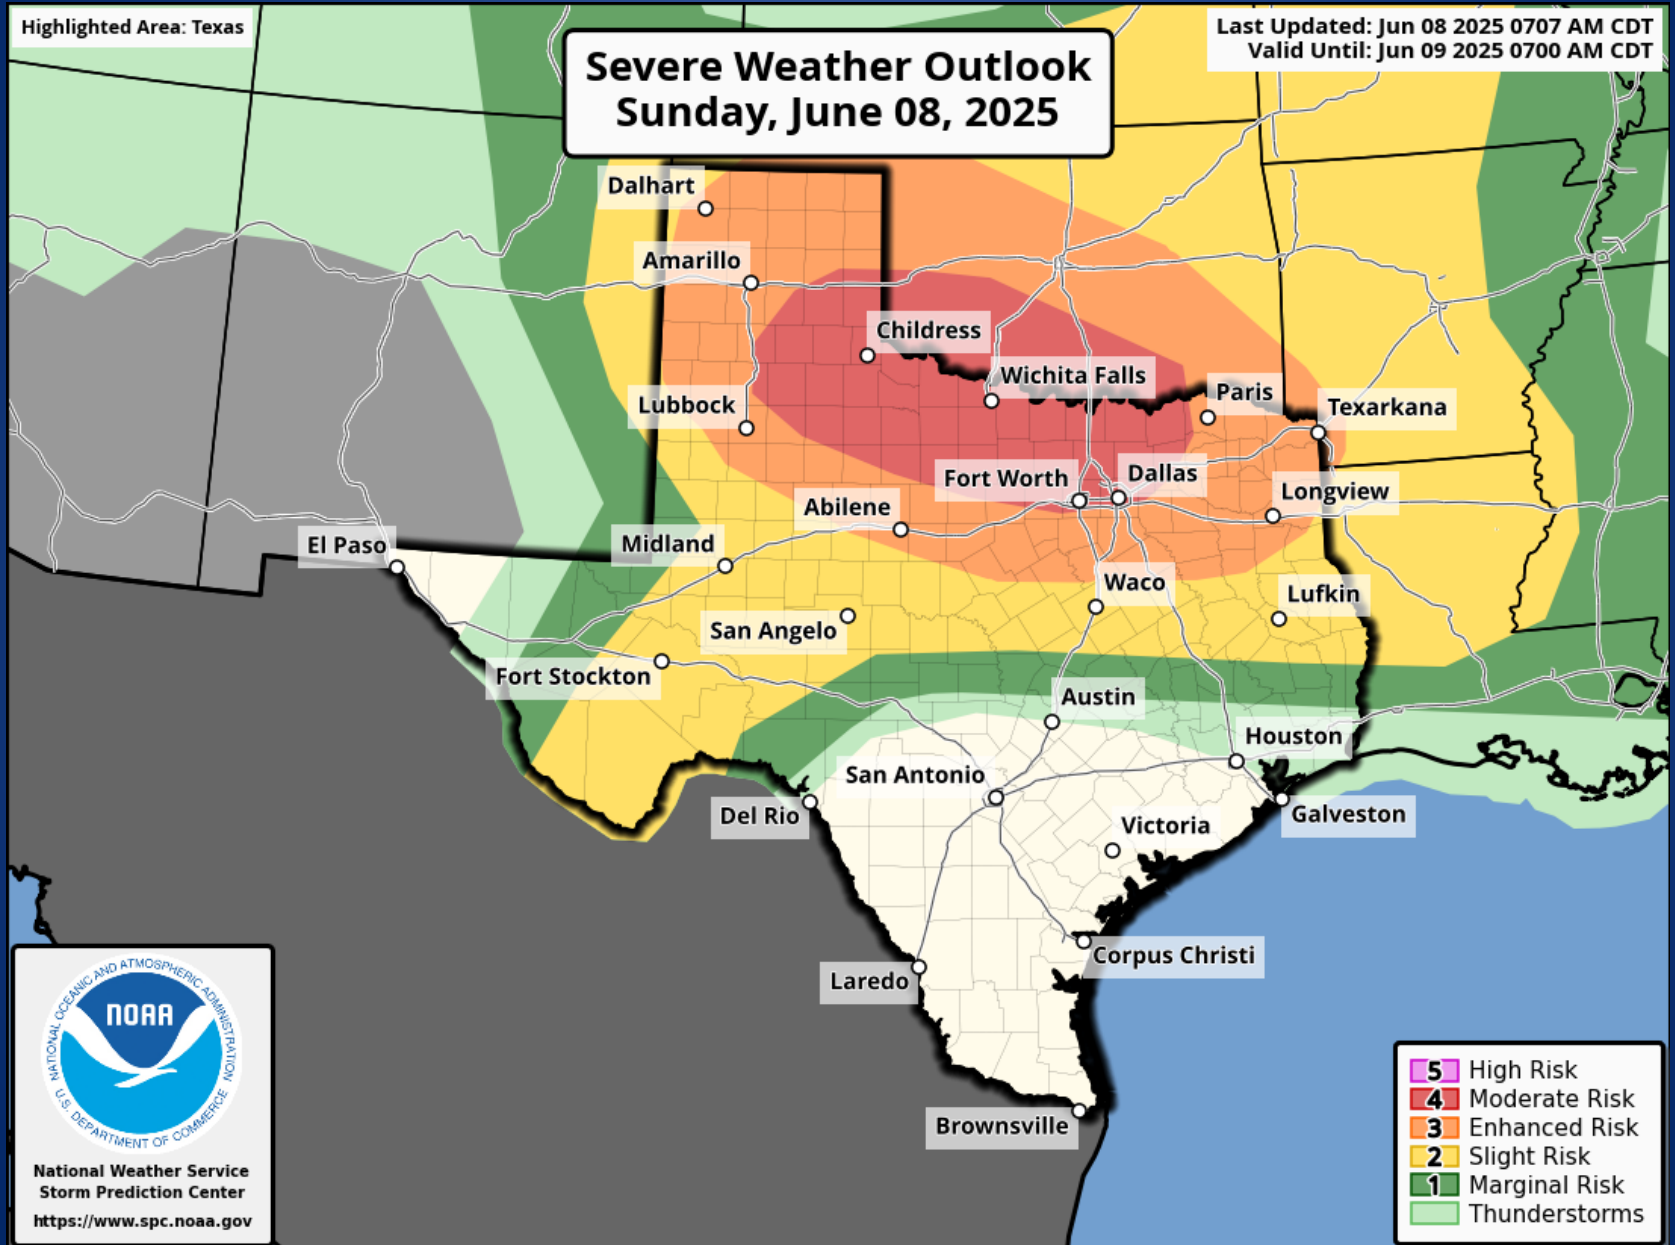 Highlighted Area: Texas
Severe Weather Outlook
Sunday, June 08, 2025
Last Updated: Jun 08 2025 0707 AM CDT
Valid Until: Jun 09 2025 0700 AM CDT
Dalhart
Amarillo
Childress
Wichita Falls
Paris
Lubbock
Texarkana
Fort Worth
Dallas
Longview
Abilene
El Paso
Midland
Waco
Lufkin
San Angelo
Fort Stockton
Austin
Houston
San Antonio
Del Rio
Galveston
Victoria
Corpus Christi
Laredo
Brownsville
NATIONAL OCEANIC AND ATMOSPHERIC ADMINISTRATION
NOAA
U.S. DEPARTMENT OF COMMERCE
National Weather Service
Storm Prediction Center
https://www.spc.noaa.gov
5 High Risk
4 Moderate Risk
3 Enhanced Risk
2 Slight Risk
1 Marginal Risk
Thunderstorms